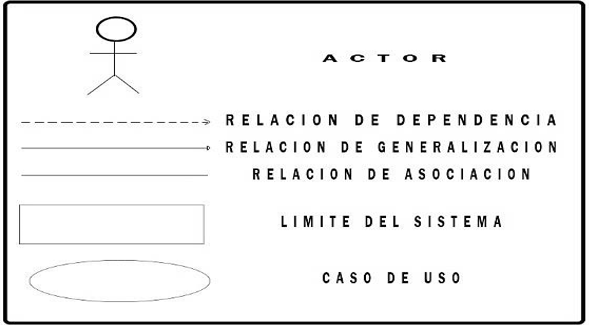 ACTOR
RELACION DE DEPENDENCIA
RELACION DE GENERALIZACION
RELACION DE ASOCIACION
LIMITE DEL SISTEMA
CASO DE USO